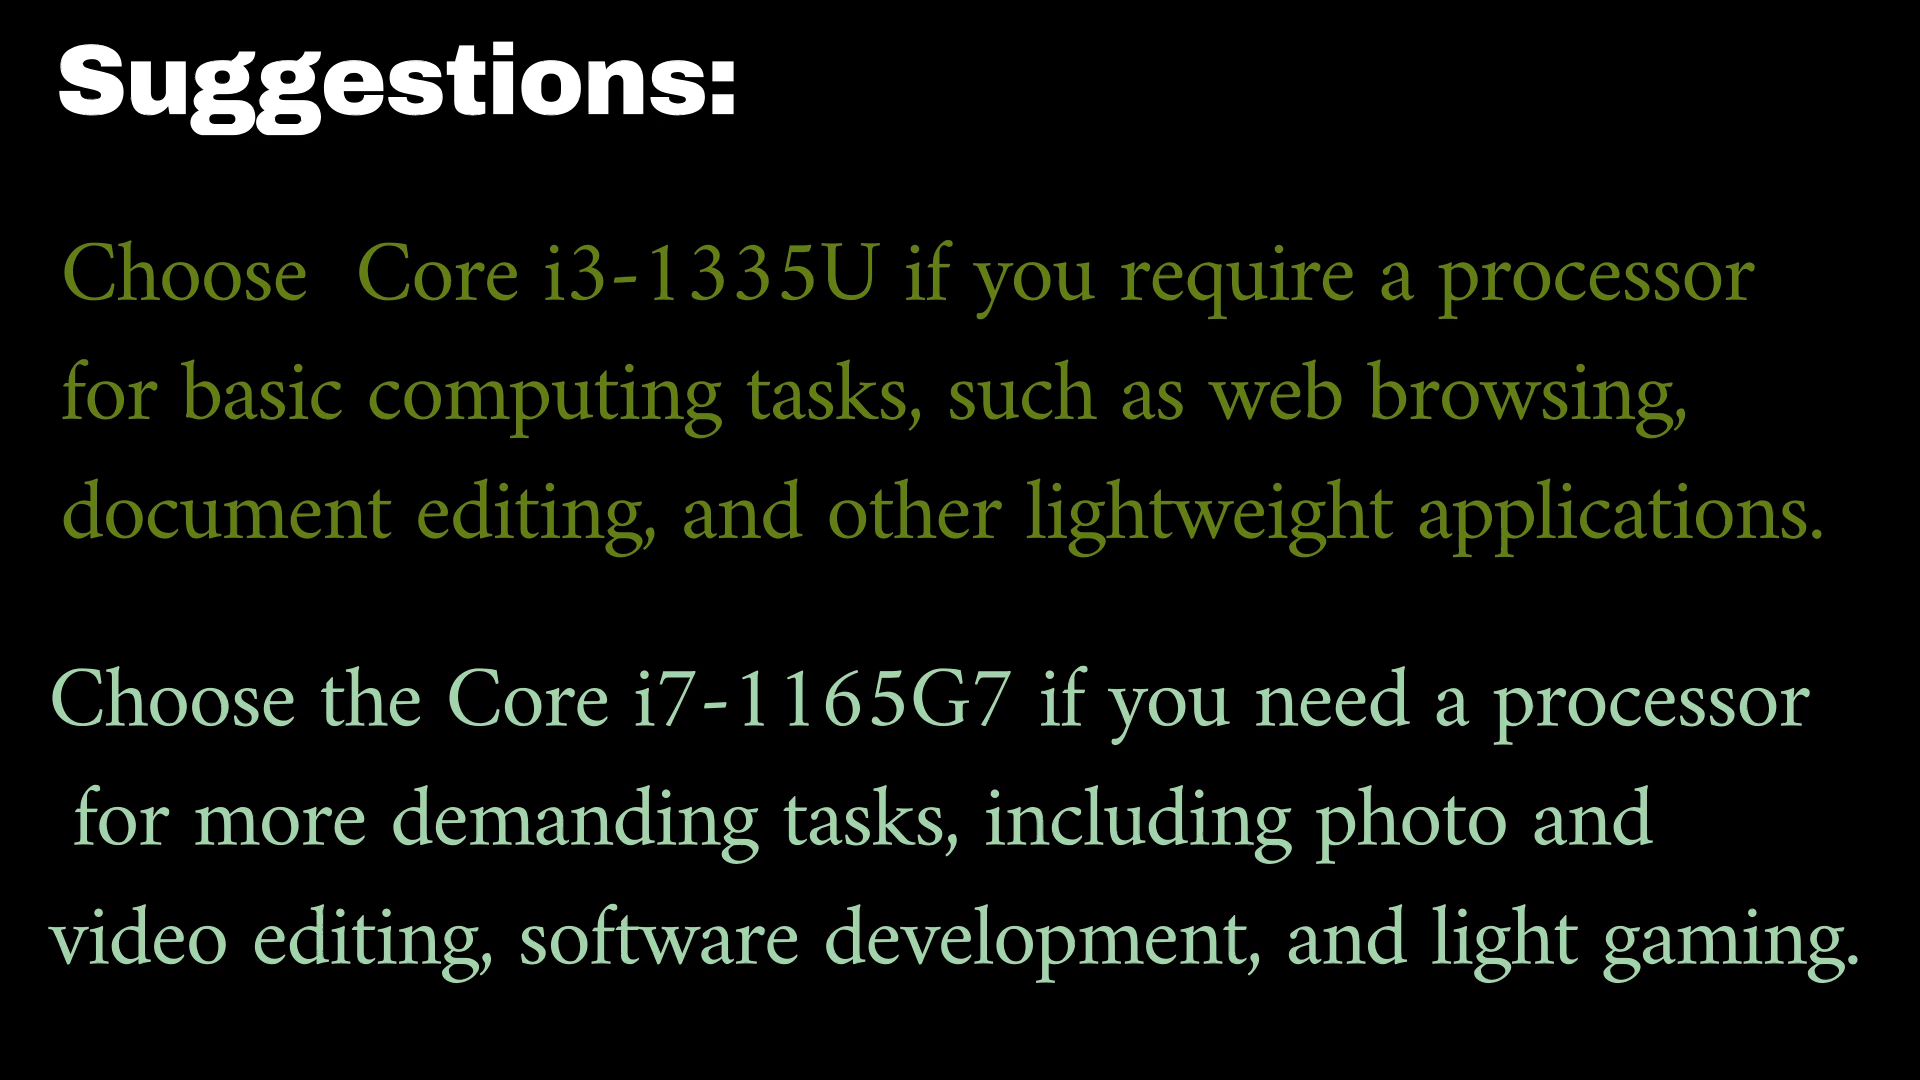 Suggestions:
Choose  Core i3-1335U if you require a processor
for basic computing tasks, such as web browsing,
document editing, and other lightweight applications.
Choose the Core i7-1165G7 if you need a processor
for more demanding tasks, including photo and
video editing, software development, and light gaming.